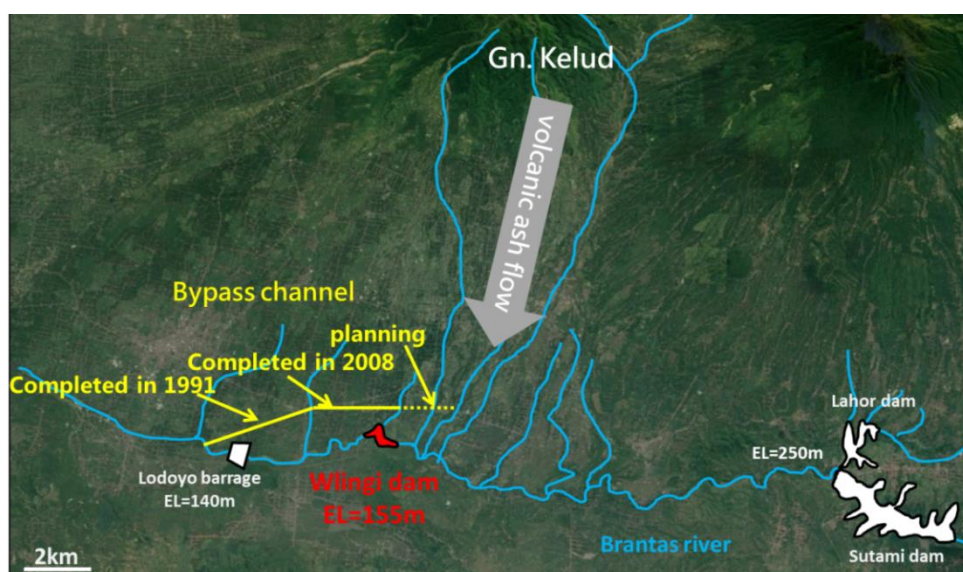 Gn. Kelud
volcanic ash flow
Bypass channel
planning
Completed in 2008
Completed in 1991
Lahor dam
EL=250m
Lodoyo barrage
EL=140m
Wlingi dam
EL=155m
Brantas river
Sutami dam
2km